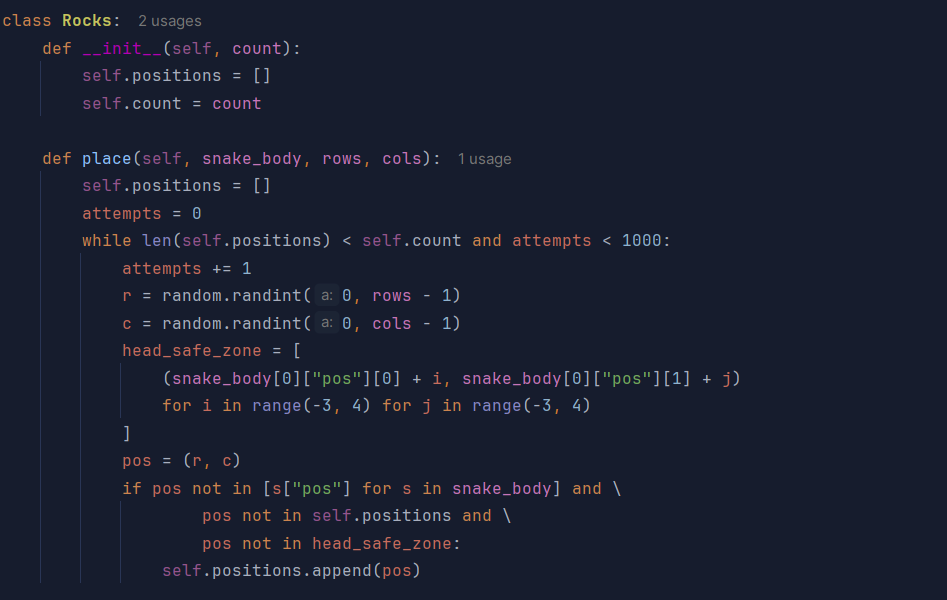 class Rocks:  2 usages
    def __init__(self, count):
        self.positions = []
        self.count = count

    def place(self, snake_body, rows, cols):  1 usage
        self.positions = []
        attempts = 0
        while len(self.positions) < self.count and attempts < 1000:
            attempts += 1
            r = random.randint( a: 0, rows - 1)
            c = random.randint( a: 0, cols - 1)
            head_safe_zone = [
                (snake_body[0]["pos"][0] + i, snake_body[0]["pos"][1] + j)
                for i in range(-3, 4) for j in range(-3, 4)
            ]
            pos = (r, c)
            if pos not in [s["pos"] for s in snake_body] and \
                    pos not in self.positions and \
                    pos not in head_safe_zone:
                self.positions.append(pos)